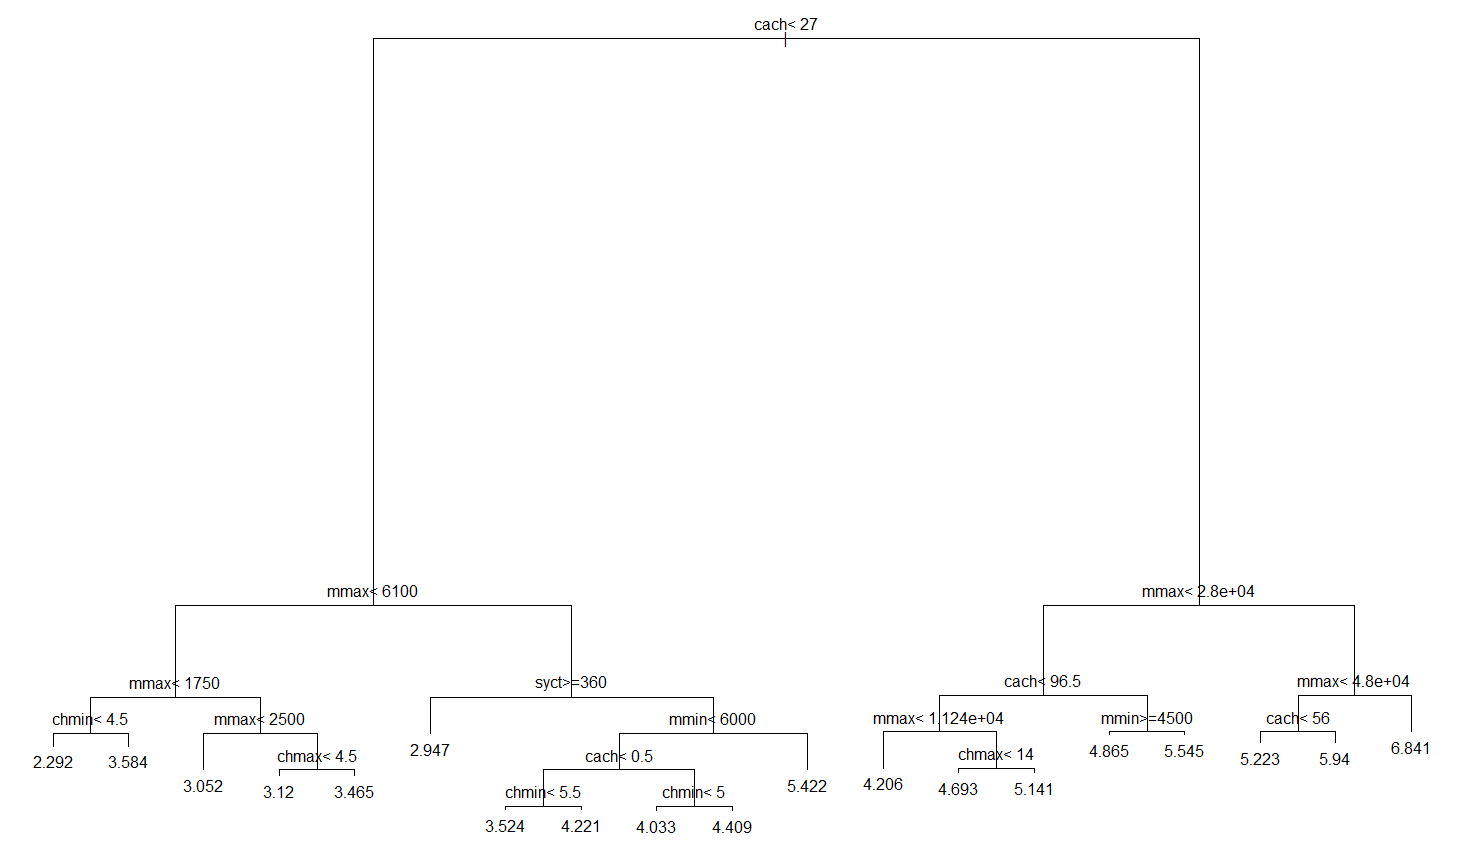 cach< 27
mmax< 6100
mmax< 2.8e+04
mmax< 1750
syct>=360
cach< 96.5
mmax< 4.8e+04
chmin< 4.5
mmax< 2500
mmin< 6000
mmax< 1.124e+04
mmin>=4500
cach< 56
2.292
3.584
chmax< 4.5
2.947
cach< 0.5
chmax< 14
4.865
5.545
5.223
5.94
6.841
3.052
3.12
3.465
chmin< 5.5
chmin< 5
5.422
4.206
4.693
5.141
3.524
4.221
4.033
4.409